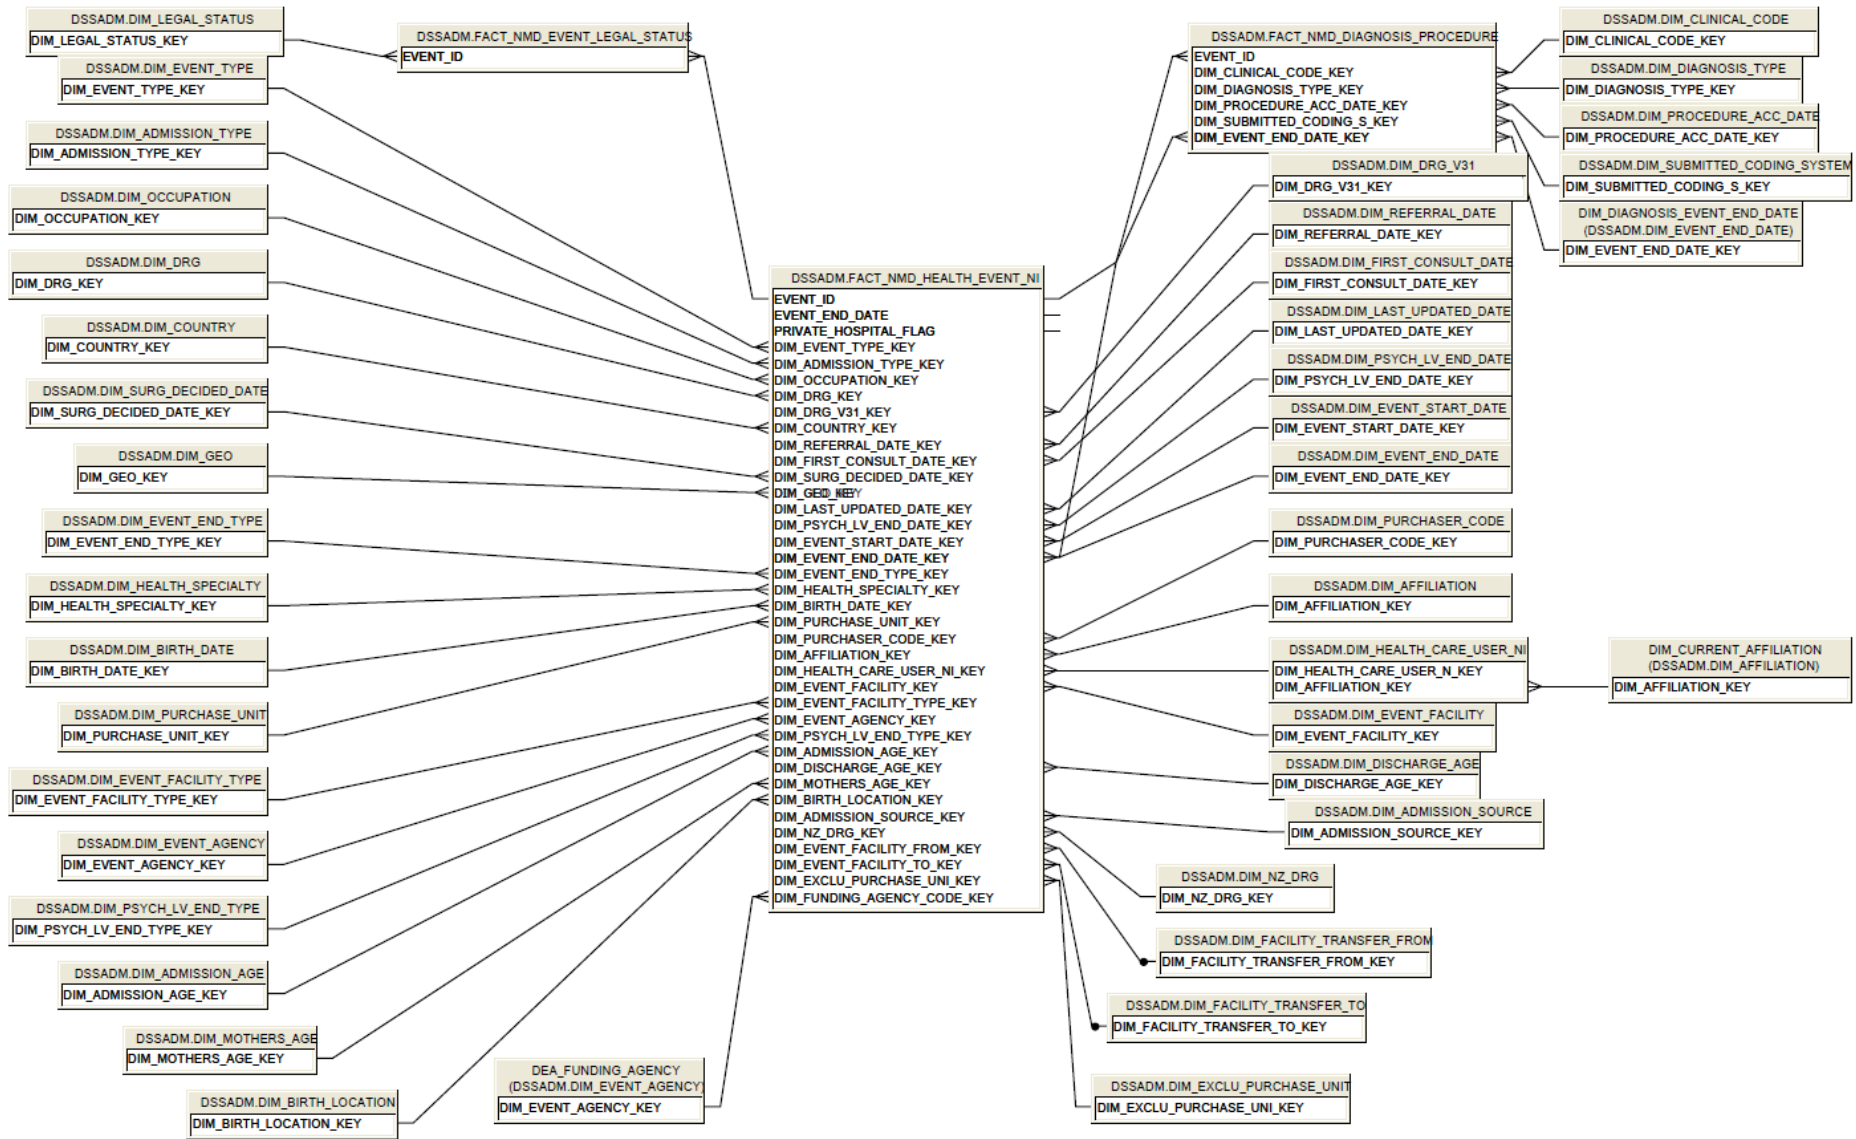 DSSADM.DIM_LEGAL_STATUS
DIM_LEGAL_STATUS_KEY
DSSADM.DIM_EVENT_TYPE
DIM_EVENT_TYPE_KEY
DSSADM.DIM_ADMISSION_TYPE
DIM_ADMISSION_TYPE_KEY
DSSADM.DIM_OCCUPATION
DIM_OCCUPATION_KEY
DSSADM.DIM_DRG
DIM_DRG_KEY
DSSADM.DIM_COUNTRY
DIM_COUNTRY_KEY
DSSADM.DIM_SURG_DECIDED_DATE
DIM_SURG_DECIDED_DATE_KEY
DSSADM.DIM_GEO
DIM_GEO_KEY
DSSADM.DIM_EVENT_END_TYPE
DIM_EVENT_END_TYPE_KEY
DSSADM.DIM_HEALTH_SPECIALTY
DIM_HEALTH_SPECIALTY_KEY
DSSADM.DIM_BIRTH_DATE
DIM_BIRTH_DATE_KEY
DSSADM.DIM_PURCHASE_UNIT
DIM_PURCHASE_UNIT_KEY
DSSADM.DIM_EVENT_FACILITY_TYPE
DIM_EVENT_FACILITY_TYPE_KEY
DSSADM.DIM_EVENT_AGENCY
DIM_EVENT_AGENCY_KEY
DSSADM.DIM_PSYCH_LV_END_TYPE
DIM_PSYCH_LV_END_TYPE_KEY
DSSADM.DIM_ADMISSION_AGE
DIM_ADMISSION_AGE_KEY
DSSADM.DIM_MOTHERS_AGE
DIM_MOTHERS_AGE_KEY
DSSADM.DIM_BIRTH_LOCATION
DIM_BIRTH_LOCATION_KEY
DSSADM.FACT_NMD_EVENT_LEGAL_STATUS
EVENT_ID
DEA_FUNDING_AGENCY
(DSSADM.DIM_EVENT_AGENCY)
DIM_EVENT_AGENCY_KEY
DSSADM.FACT_NMD_HEALTH_EVENT_NI
EVENT_ID
EVENT_END_DATE
PRIVATE_HOSPITAL_FLAG
DIM_EVENT_TYPE_KEY
DIM_ADMISSION_TYPE_KEY
DIM_OCCUPATION_KEY
DIM_DRG_KEY
DIM_DRG_V31_KEY
DIM_COUNTRY_KEY
DIM_REFERRAL_DATE_KEY
DIM_FIRST_CONSULT_DATE_KEY
DIM_SURG_DECIDED_DATE_KEY
DIM_LAST_UPDATED_DATE_KEY
DIM_PSYCH_LV_END_DATE_KEY
DIM_EVENT_START_DATE_KEY
DIM_EVENT_END_DATE_KEY
DIM_EVENT_END_TYPE_KEY
DIM_HEALTH_SPECIALTY_KEY
DIM_BIRTH_DATE_KEY
DIM_PURCHASE_UNIT_KEY
DIM_PURCHASER_CODE_KEY
DIM_AFFILIATION_KEY
DIM_HEALTH_CARE_USER_NI_KEY
DIM_EVENT_FACILITY_KEY
DIM_EVENT_FACILITY_TYPE_KEY
DIM_EVENT_AGENCY_KEY
DIM_PSYCH_LV_END_TYPE_KEY
DIM_ADMISSION_AGE_KEY
DIM_DISCHARGE_AGE_KEY
DIM_MOTHERS_AGE_KEY
DIM_BIRTH_LOCATION_KEY
DIM_ADMISSION_SOURCE_KEY
DIM_NZ_DRG_KEY
DIM_EVENT_FACILITY_FROM_KEY
DIM_EVENT_FACILITY_TO_KEY
DIM_EXCLU_PURCHASE_UNI_KEY
DIM_FUNDING_AGENCY_CODE_KEY
DSSADM.FACT_NMD_DIAGNOSIS_PROCEDURE
EVENT_ID
DIM_CLINICAL_CODE_KEY
DIM_DIAGNOSIS_TYPE_KEY
DIM_PROCEDURE_ACC_DATE_KEY
DIM_SUBMITTED_CODING_S_KEY
DIM_EVENT_END_DATE_KEY
DSSADM.DIM_DRG_V31
DIM_DRG_V31_KEY
DSSADM.DIM_REFERRAL_DATE
DIM_REFERRAL_DATE_KEY
DSSADM.DIM_FIRST_CONSULT_DATE
DIM_FIRST_CONSULT_DATE_KEY
DSSADM.DIM_LAST_UPDATED_DATE
DIM_LAST_UPDATED_DATE_KEY
DSSADM.DIM_PSYCH_LV_END_DATE
DIM_PSYCH_LV_END_DATE_KEY
DSSADM.DIM_EVENT_START_DATE
DIM_EVENT_START_DATE_KEY
DSSADM.DIM_EVENT_END_DATE
DIM_EVENT_END_DATE_KEY
DSSADM.DIM_PURCHASER_CODE
DIM_PURCHASER_CODE_KEY
DSSADM.DIM_AFFILIATION
DIM_AFFILIATION_KEY
DSSADM.DIM_HEALTH_CARE_USER_NI
DIM_HEALTH_CARE_USER_N_KEY
DIM_AFFILIATION_KEY
DSSADM.DIM_EVENT_FACILITY
DIM_EVENT_FACILITY_KEY
DSSADM.DIM_DISCHARGE_AGE
DIM_DISCHARGE_AGE_KEY
DSSADM.DIM_ADMISSION_SOURCE
DIM_ADMISSION_SOURCE_KEY
DSSADM.DIM_NZ_DRG
DIM_NZ_DRG_KEY
DSSADM.DIM_FACILITY_TRANSFER_FROM
DIM_FACILITY_TRANSFER_FROM_KEY
DSSADM.DIM_FACILITY_TRANSFER_TO
DIM_FACILITY_TRANSFER_TO_KEY
DSSADM.DIM_EXCLU_PURCHASE_UNIT
DIM_EXCLU_PURCHASE_UNI_KEY
DSSADM.DIM_CLINICAL_CODE
DIM_CLINICAL_CODE_KEY
DSSADM.DIM_DIAGNOSIS_TYPE
DIM_DIAGNOSIS_TYPE_KEY
DSSADM.DIM_PROCEDURE_ACC_DATE
DIM_PROCEDURE_ACC_DATE_KEY
DSSADM.DIM_SUBMITTED_CODING_SYSTEM
DIM_SUBMITTED_CODING_S_KEY
DIM_DIAGNOSIS_EVENT_END_DATE
(DSSADM.DIM_EVENT_END_DATE)
DIM_EVENT_END_DATE_KEY
DIM_CURRENT_AFFILIATION
(DSSADM.DIM_AFFILIATION)
DIM_AFFILIATION_KEY